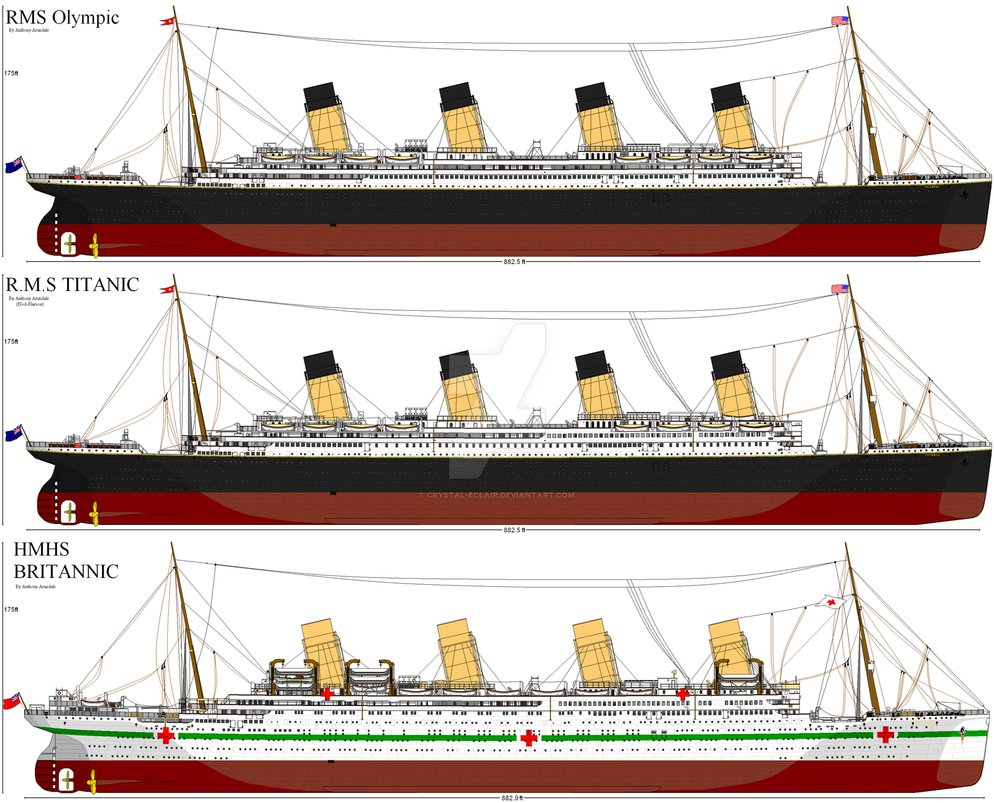 RMS Olympic
By Anthony Arundale
175ft
882.5 ft
R.M.S TITANIC
By Anthony Arundale
175ft
© CRYSTAL-ECLAIR.DEVIANTART.COM
882.5 ft
HMHS
BRITANNIC
By Anthony Arundale
175ft
882.9 ft